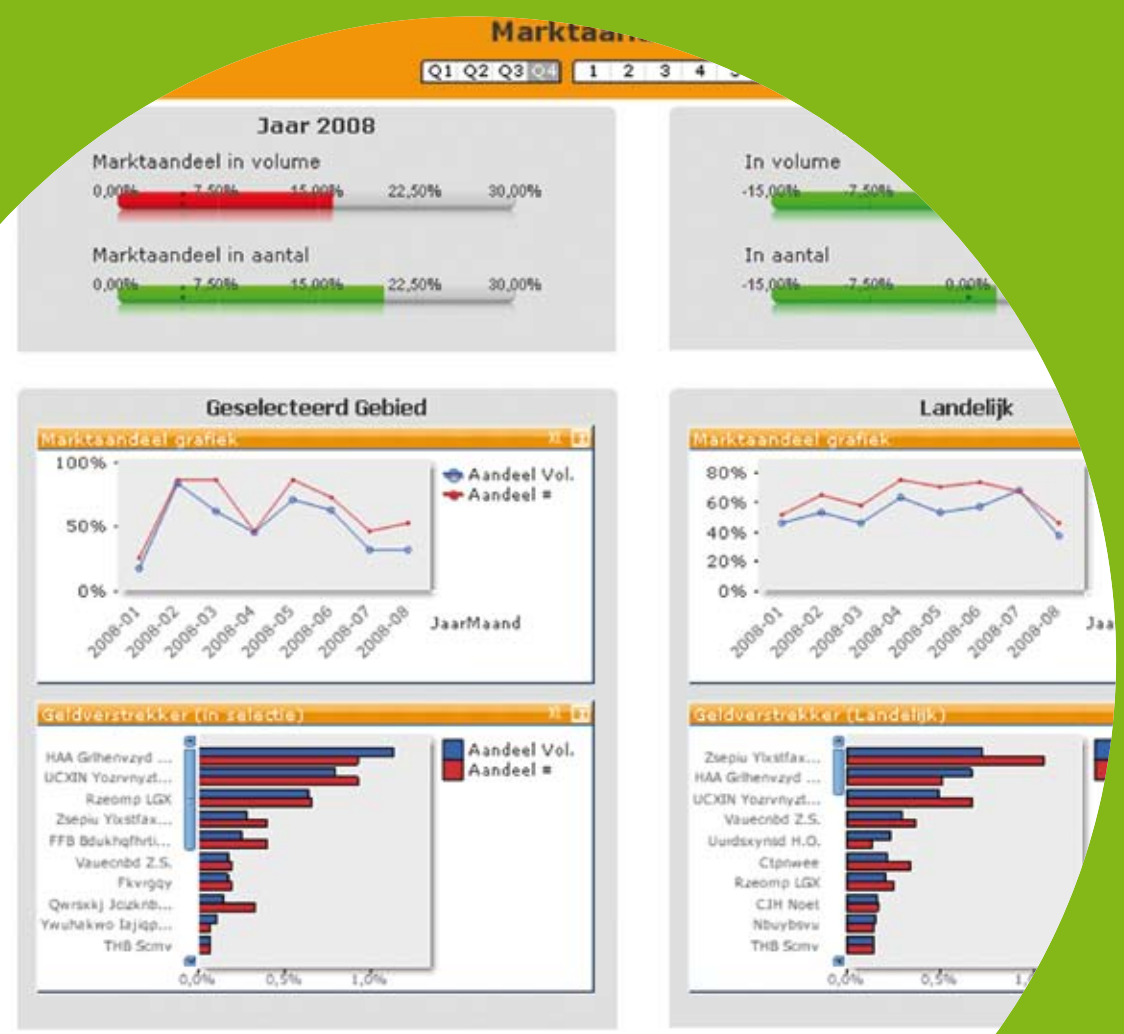 Marktaan
Q1 Q2 Q3 Q4 1 2 3 4
Jaar 2008
Marktaandeel in volume
0,00% 7,50% 15,00% 22,50% 30,00%
Marktaandeel in aantal
0,00% 7,50% 15,00% 22,50% 30,00%
In volume
-15,00% -7,50%
In aantal
-15,00% -7,50% 0,00%
Geselecteerd Gebied
Marktaandeel grafiek XL
100%
50%
0%
Aandeel Vol.
Aandeel #
2008-01 2008-02 2008-03 2008-04 2008-05 2008-06 2008-07 2008-08
JaarMaand
Geldverstrekker (in selectie) XL
HAA Grlhenvzyd ...
UCXIN Yozrvnyzt...
Rzeomp LGX
Zsepiu Ylxstfax...
FFB Bdukhqfhrti...
Vauecnbd Z.S.
Fkvrgqy
Qwrsxkj Jcizknb...
Ywuhakwo Iajiqp...
THB Scmv
0,0% 0,5% 1,0%
Aandeel Vol.
Aandeel #
Landelijk
Marktaandeel grafiek
80%
60%
40%
20%
0%
2008-01 2008-02 2008-03 2008-04 2008-05 2008-06 2008-07 2008-08
Jaa
Geldverstrekker (Landelijk)
Zsepiu Ylxstfax...
HAA Grlhenvzyd ...
UCXIN Yozrvnyzt...
Vauecnbd Z.S.
Uurdsxynsd H.O.
Ctpnwee
Rzeomp LGX
CJH Noet
Nbuybsvu
THB Scmv
0,0% 0,5% 1,